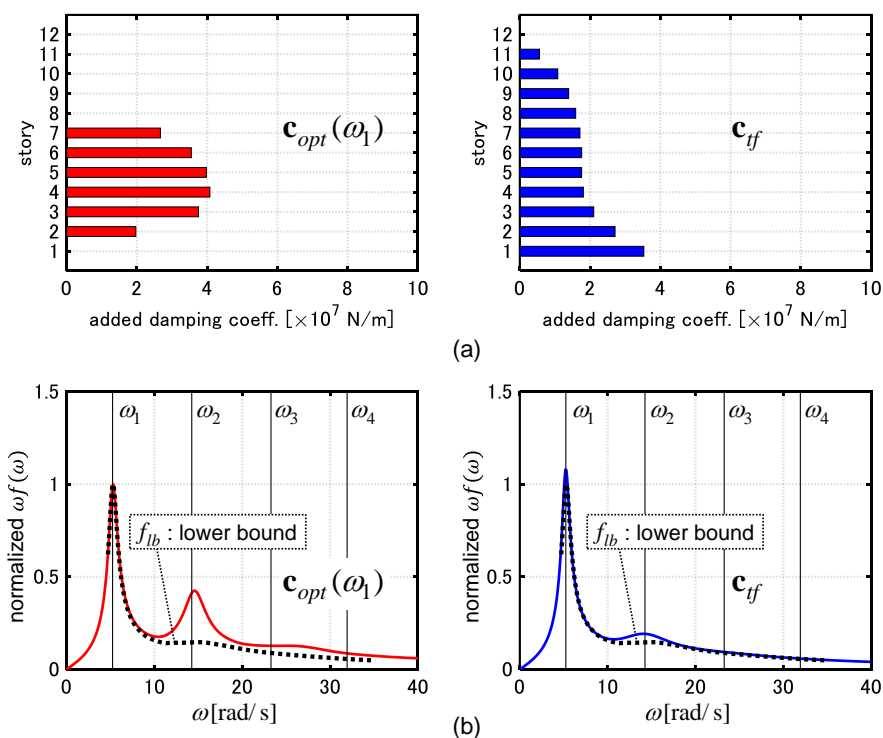 12
11
10
9
8
7
6
5
4
3
2
1
story
c_opt(ω_1)
0 2 4 6 8 10
added damping coeff. [×10^7 N/m]
12
11
10
9
8
7
6
5
4
3
2
1
c_tf
0 2 4 6 8 10
added damping coeff. [×10^7 N/m]
(a)
1.5
1
0.5
0
normalized ωf(ω)
ω_1 ω_2 ω_3 ω_4
f_lb : lower bound
c_opt(ω_1)
0 10 20 30 40
ω[rad/s]
1.5
1
0.5
0
normalized ωf(ω)
ω_1 ω_2 ω_3 ω_4
f_lb : lower bound
c_tf
0 10 20 30 40
ω[rad/s]
(b)